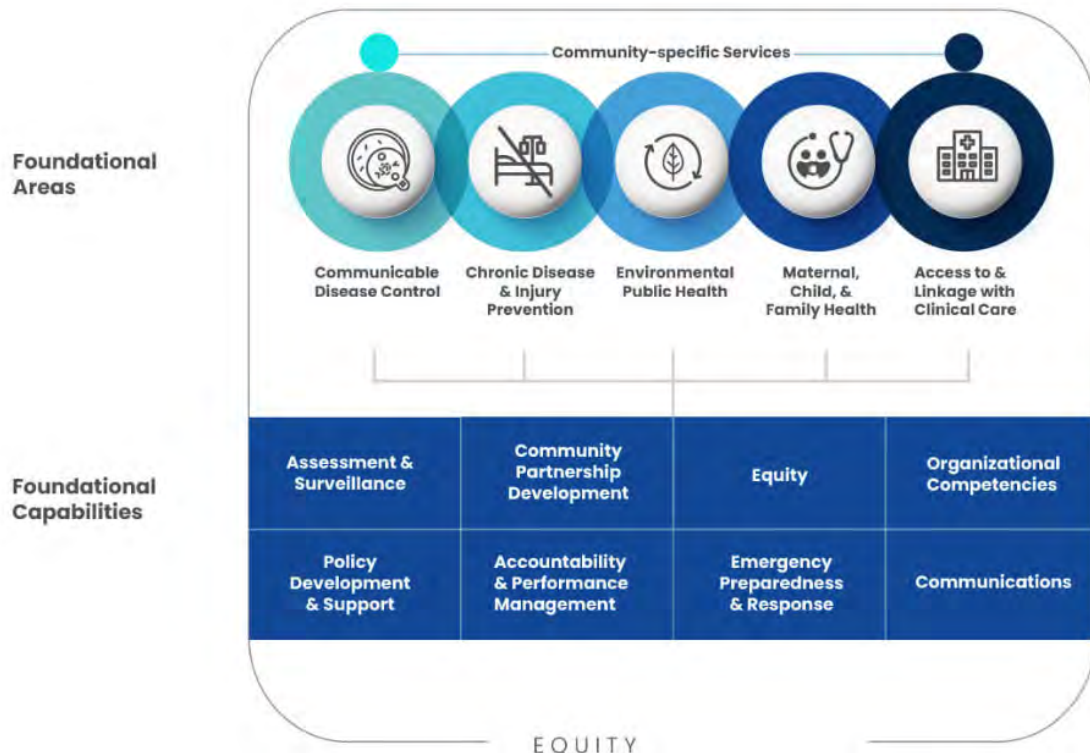 Community-specific Services
Foundational
Areas
Communicable
Disease Control
Chronic Disease
& Injury
Prevention
Environmental
Public Health
Maternal,
Child, &
Family Health
Access to &
Linkage with
Clinical Care
Foundational
Capabilities
Assessment &
Surveillance
Community
Partnership
Development
Equity
Organizational
Competencies
Policy
Development
& Support
Accountability
& Performance
Management
Emergency
Preparedness
& Response
Communications
EQUITY